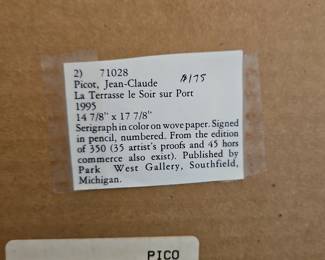 2) 71028
Picot, Jean-Claude $175
La Terrasse le Soir sur Port
1995
14 7/8" x 17 7/8"
Serigraph in color on wove paper. Signed
in pencil, numbered. From the edition
of 350 (35 artist's proofs and 45 hors
commerce also exist). Published by
Park West Gallery, Southfield,
Michigan.
PICO